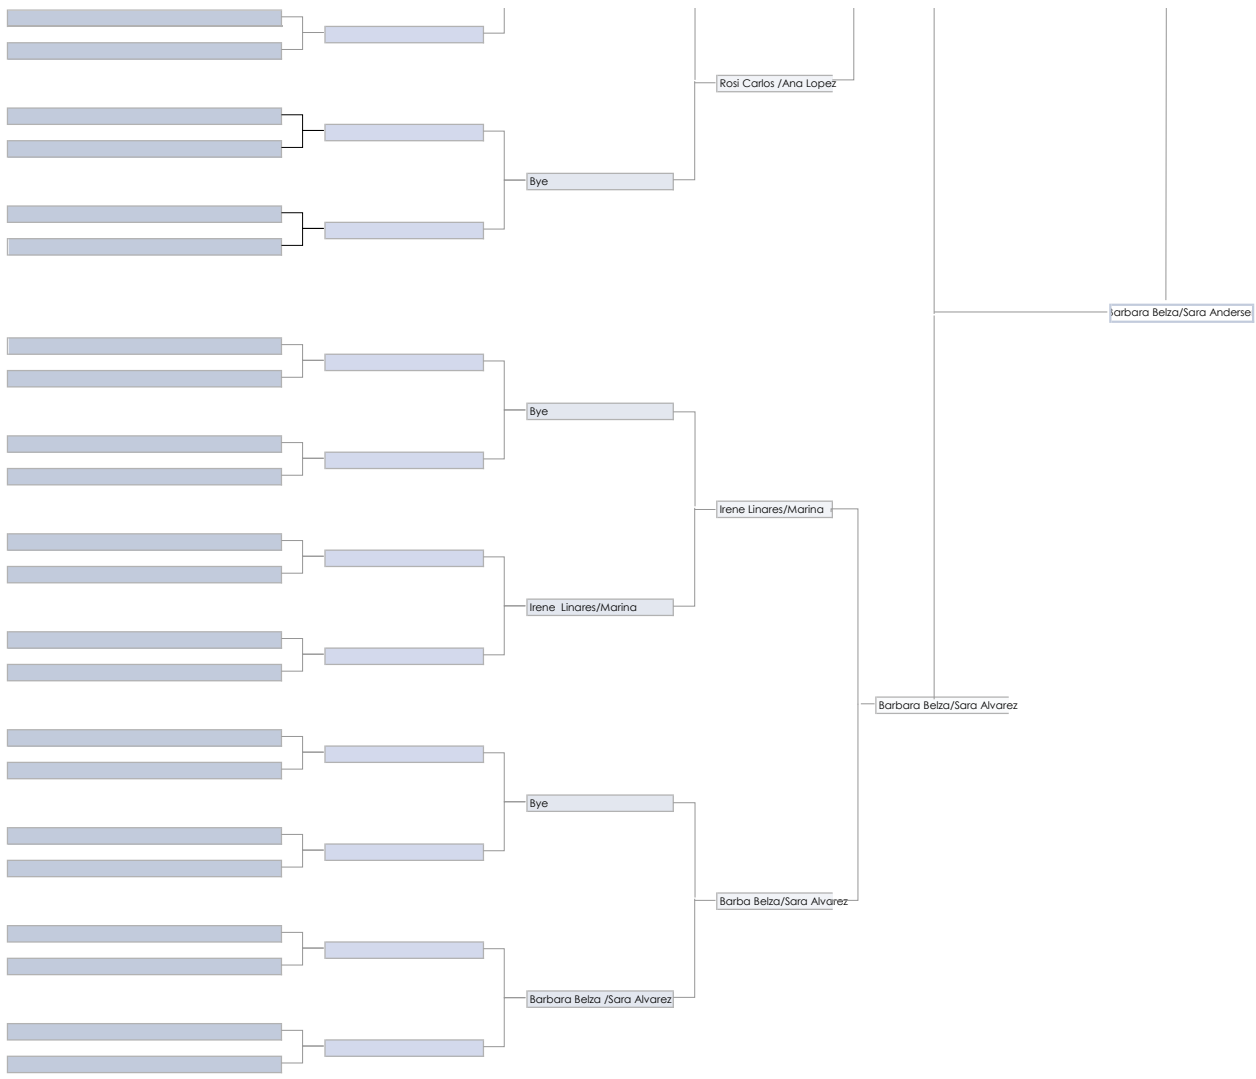 Rosi Carlos /Ana Lopez
Bye
arbara Belza/Sara Anderse
Bye
Irene Linares/Marina
Irene  Linares/Marina
Barbara Belza/Sara Alvarez
Bye
Barba Belza/Sara Alvarez
Barbara Belza /Sara Alvarez